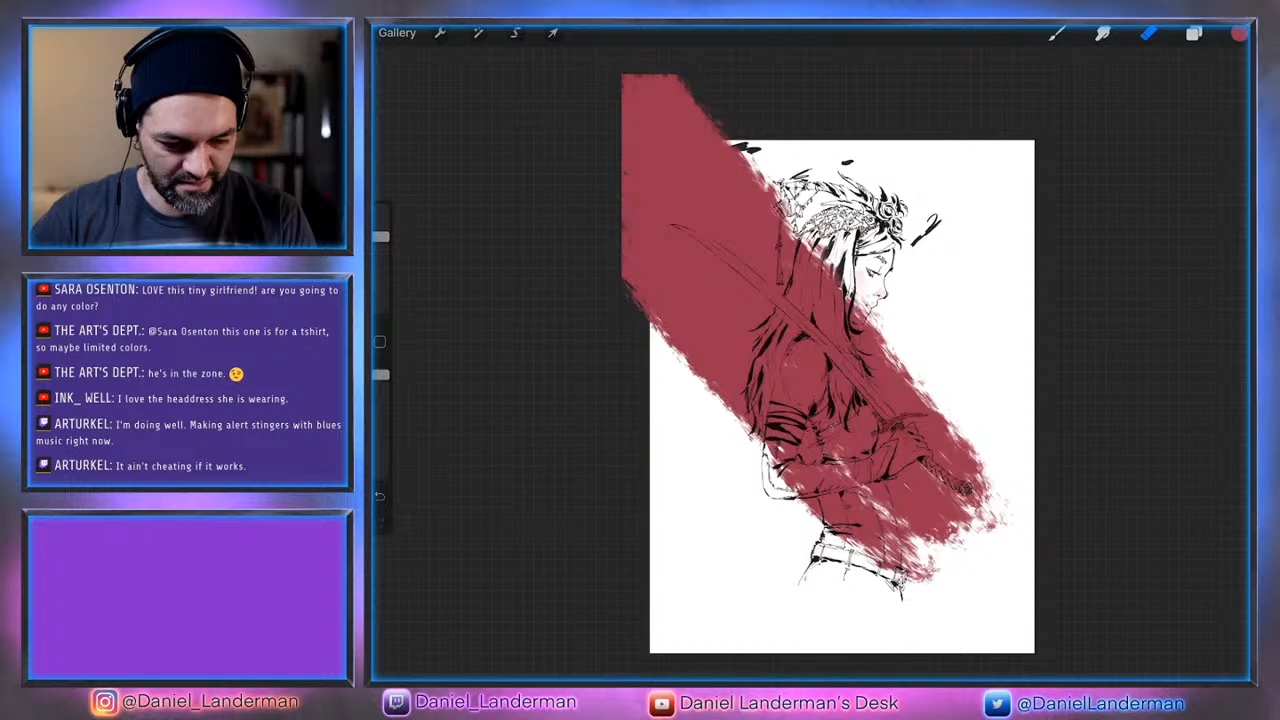 Gallery
SARA OSENTON: LOVE this tiny girlfriend! are you going to
do any color?
THE ART'S DEPT.: @Sara Osenton this one is for a tshirt,
so maybe limited colors.
THE ART'S DEPT.: he's in the zone.
INK_ WELL: I love the headdress she is wearing.
ARTURKEL: I'm doing well. Making alert stingers with blues
music right now.
ARTURKEL: It ain't cheating if it works.
@Daniel_Landerman
Daniel_Landerman
Daniel Landerman's Desk
@DanielLanderman